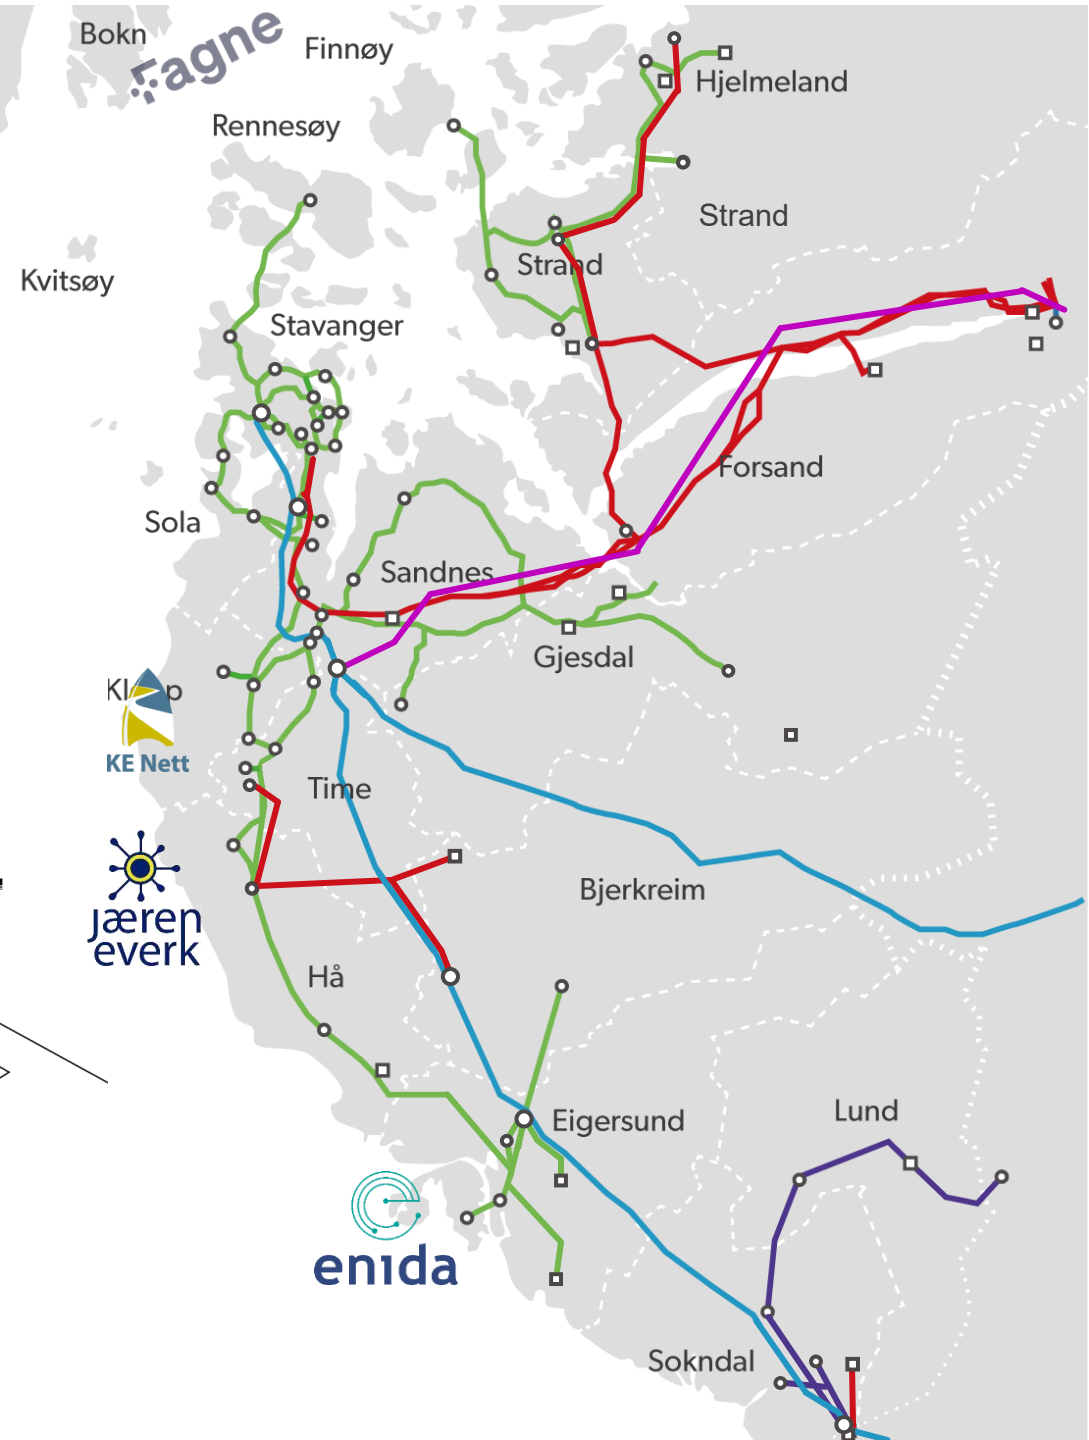 Bokn
Fagne
Finnøy
Hjelmeland
Rennesøy
Strand
Strand
Kvitsøy
Stavanger
Forsand
Sola
Sandnes
Gjesdal
KE Nett
Time
Bjerkreim
Jæren
everk
Hå
Eigersund
Lund
enida
Sokndal